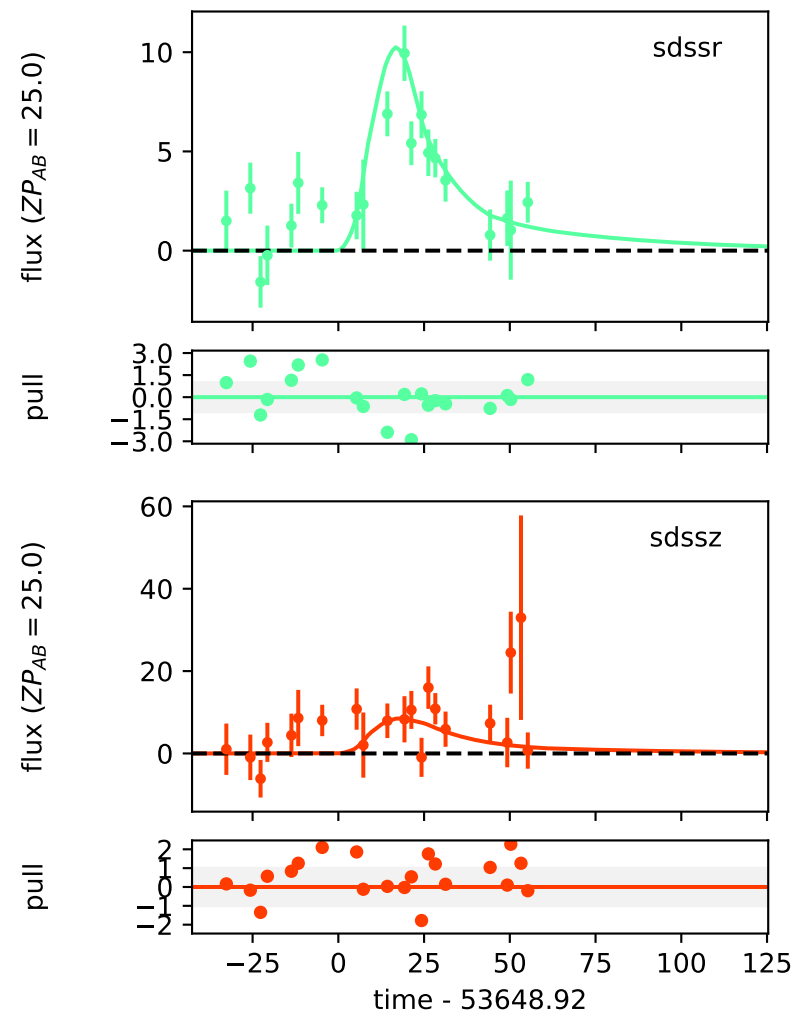 sdssr
10
5
0
flux (ZP_AB = 25.0)
3.0
1.5
0.0
−1.5
−3.0
pull
sdssz
60
40
20
0
flux (ZP_AB = 25.0)
2
1
0
−1
−2
pull
−25 0 25 50 75 100 125
time - 53648.92